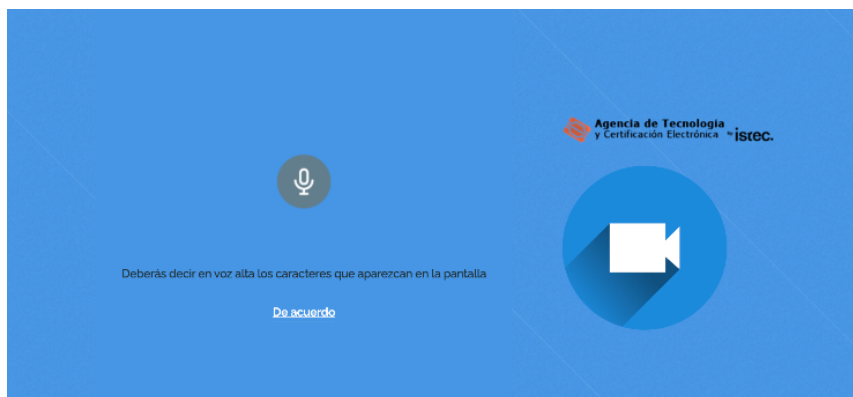 Agencia de Tecnología
y Certificación Electrónica by istec.
Deberás decir en voz alta los caracteres que aparezcan en la pantalla
De acuerdo